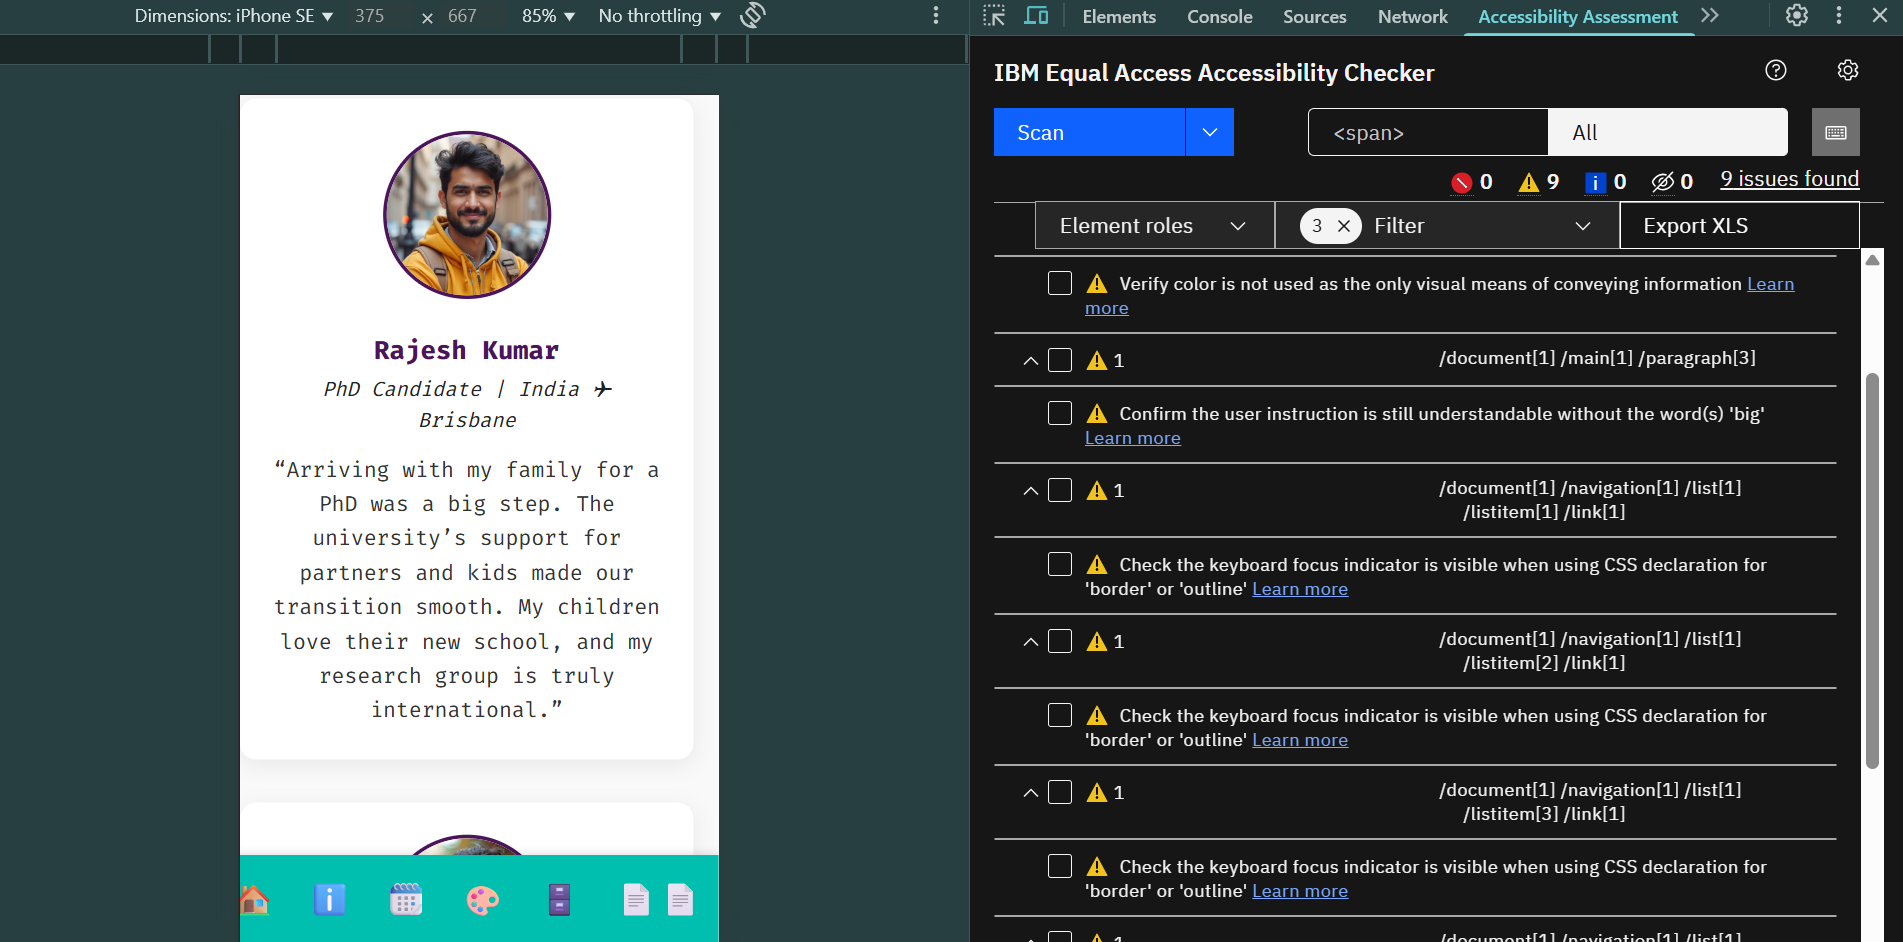 Dimensions: iPhone SE ▼ 375 × 667 85% ▼ No throttling ▼
Elements Console Sources Network Accessibility Assessment
IBM Equal Access Accessibility Checker
Scan
<span> All
0 9 0 0 9 issues found
Element roles 3 × Filter Export XLS
Verify color is not used as the only visual means of conveying information Learn
more
1 /document[1] /main[1] /paragraph[3]
Confirm the user instruction is still understandable without the word(s) 'big'
Learn more
1 /document[1] /navigation[1] /list[1]
/listitem[1] /link[1]
Check the keyboard focus indicator is visible when using CSS declaration for
'border' or 'outline' Learn more
1 /document[1] /navigation[1] /list[1]
/listitem[2] /link[1]
Check the keyboard focus indicator is visible when using CSS declaration for
'border' or 'outline' Learn more
1 /document[1] /navigation[1] /list[1]
/listitem[3] /link[1]
Check the keyboard focus indicator is visible when using CSS declaration for
'border' or 'outline' Learn more
1 /document[1] /navigation[1] /list[1]
Rajesh Kumar
PhD Candidate | India ✈
Brisbane
“Arriving with my family for a
PhD was a big step. The
university’s support for
partners and kids made our
transition smooth. My children
love their new school, and my
research group is truly
international.”